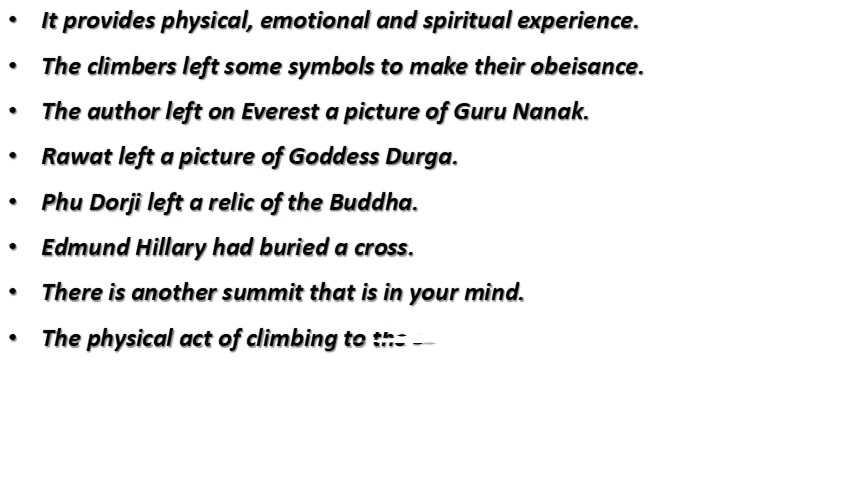 • It provides physical, emotional and spiritual experience.
• The climbers left some symbols to make their obeisance.
• The author left on Everest a picture of Guru Nanak.
• Rawat left a picture of Goddess Durga.
• Phu Dorji left a relic of the Buddha.
• Edmund Hillary had buried a cross.
• There is another summit that is in your mind.
• The physical act of climbing to the